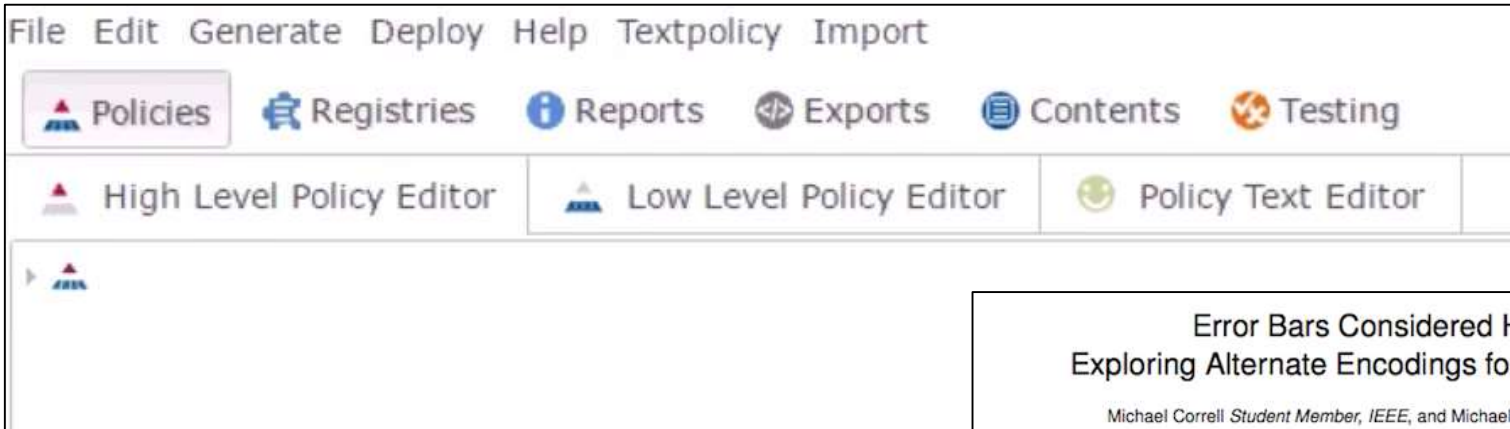 File Edit Generate Deploy Help Textpolicy Import
Policies Registries Reports Exports Contents Testing
High Level Policy Editor Low Level Policy Editor Policy Text Editor
Error Bars Considered
Exploring Alternate Encodings fo
Michael Correll Student Member, IEEE, and Michael